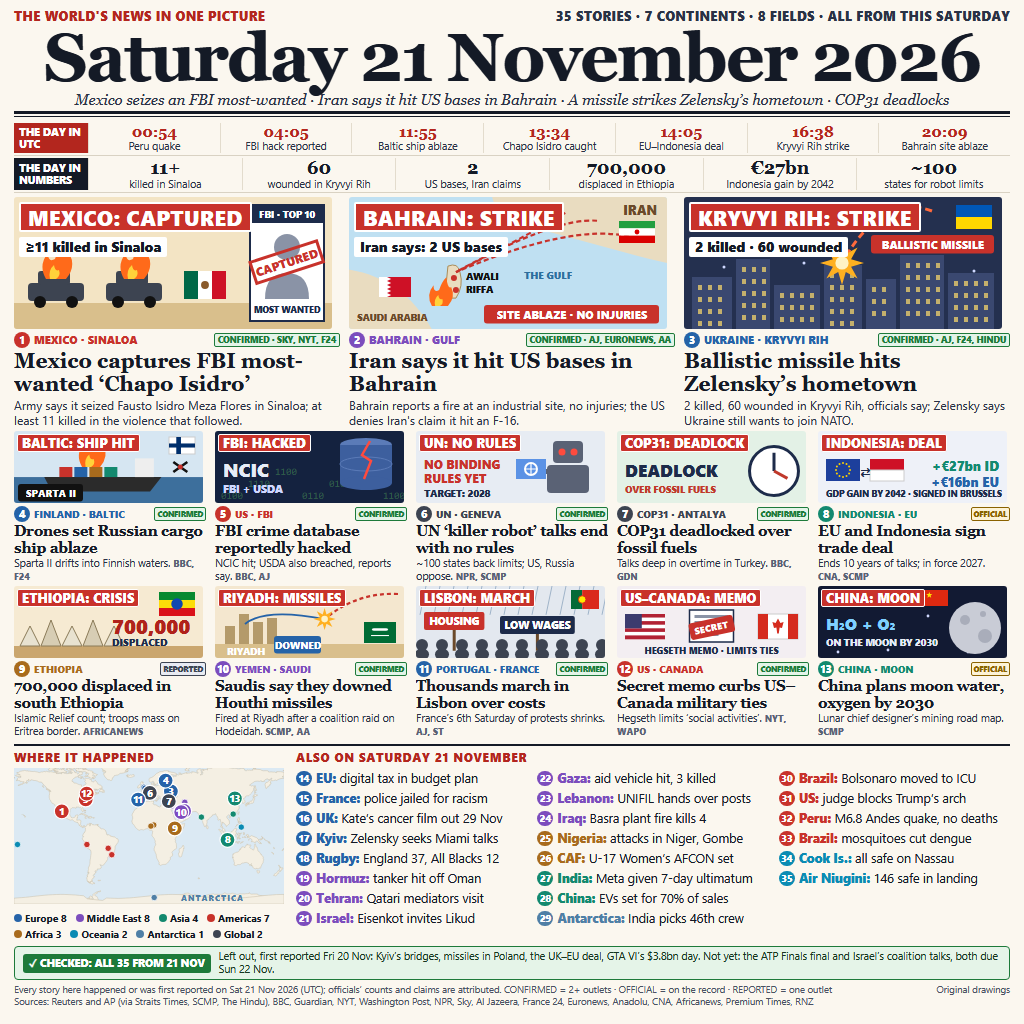 THE WORLD'S NEWS IN ONE PICTURE
35 STORIES · 7 CONTINENTS · 8 FIELDS · ALL FROM THIS SATURDAY
Saturday 21 November 2026
Mexico seizes an FBI most-wanted · Iran says it hit US bases in Bahrain · A missile strikes Zelensky's hometown · COP31 deadlocks
THE DAY IN UTC
00:54 Peru quake
04:05 FBI hack reported
11:55 Baltic ship ablaze
13:34 Chapo Isidro caught
14:05 EU–Indonesia deal
16:38 Kryvyi Rih strike
20:09 Bahrain site ablaze
THE DAY IN NUMBERS
11+ killed in Sinaloa
60 wounded in Kryvyi Rih
2 US bases, Iran claims
700,000 displaced in Ethiopia
€27bn Indonesia gain by 2042
~100 states for robot limits
MEXICO: CAPTURED
≥11 killed in Sinaloa
FBI · TOP 10
CAPTURED
MOST WANTED
1 MEXICO · SINALOA
CONFIRMED · SKY, NYT, F24
Mexico captures FBI most-
wanted ‘Chapo Isidro’
Army says it seized Fausto Isidro Meza Flores in Sinaloa; at
least 11 killed in the violence that followed.
BAHRAIN: STRIKE
Iran says: 2 US bases
IRAN
AWALI
RIFFA
THE GULF
SAUDI ARABIA
SITE ABLAZE · NO INJURIES
2 BAHRAIN · GULF
CONFIRMED · AJ, EURONEWS, AA
Iran says it hit US bases in
Bahrain
Bahrain reports a fire at an industrial site, no injuries; the US
denies Iran's claim it hit an F-16.
KRYVYI RIH: STRIKE
2 killed · 60 wounded
BALLISTIC MISSILE
3 UKRAINE · KRYVYI RIH
CONFIRMED · AJ, F24, HINDU
Ballistic missile hits
Zelensky's hometown
2 killed, 60 wounded in Kryvyi Rih, officials say; Zelensky says
Ukraine still wants to join NATO.
BALTIC: SHIP HIT
SPARTA II
4 FINLAND · BALTIC
CONFIRMED
Drones set Russian cargo
ship ablaze
Sparta II drifts into Finnish waters. BBC,
F24
FBI: HACKED
NCIC
FBI + USDA
1100
0110
0100
1100
5 US · FBI
CONFIRMED
FBI crime database
reportedly hacked
NCIC hit; USDA also breached, reports
say. BBC, AJ
UN: NO RULES
NO BINDING
RULES YET
TARGET: 2028
6 UN · GENEVA
CONFIRMED
UN ‘killer robot’ talks end
with no rules
~100 states back limits; US, Russia
oppose. NPR, SCMP
COP31: DEADLOCK
DEADLOCK
OVER FOSSIL FUELS
7 COP31 · ANTALYA
CONFIRMED
COP31 deadlocked over
fossil fuels
Talks deep in overtime in Turkey. BBC,
GDN
INDONESIA: DEAL
+€27bn ID
+€16bn EU
GDP GAIN BY 2042 · SIGNED IN BRUSSELS
8 INDONESIA · EU
OFFICIAL
EU and Indonesia sign
trade deal
Ends 10 years of talks; in force 2027.
CNA, SCMP
ETHIOPIA: CRISIS
700,000
DISPLACED
9 ETHIOPIA
REPORTED
700,000 displaced in
south Ethiopia
Islamic Relief count; troops mass on
Eritrea border. AFRICANEWS
RIYADH: MISSILES
RIYADH
DOWNED
10 YEMEN · SAUDI
CONFIRMED
Saudis say they downed
Houthi missiles
Fired at Riyadh after a coalition raid on
Hodeidah. SCMP, AA
LISBON: MARCH
HOUSING
LOW WAGES
11 PORTUGAL · FRANCE
CONFIRMED
Thousands march in
Lisbon over costs
France's 6th Saturday of protests shrinks.
AJ, ST
US–CANADA: MEMO
SECRET
HEGSETH MEMO · LIMITS TIES
12 US · CANADA
CONFIRMED
Secret memo curbs US–
Canada military ties
Hegseth limits 'social activities'. NYT,
WAPO
CHINA: MOON
H₂O + O₂
ON THE MOON BY 2030
13 CHINA · MOON
OFFICIAL
China plans moon water,
oxygen by 2030
Lunar chief designer's mining road map.
SCMP
WHERE IT HAPPENED
ANTARCTICA
Europe 8 Middle East 8 Asia 4 Americas 7
Africa 3 Oceania 2 Antarctica 1 Global 2
ALSO ON SATURDAY 21 NOVEMBER
14 EU: digital tax in budget plan
15 France: police jailed for racism
16 UK: Kate's cancer film out 29 Nov
17 Kyiv: Zelensky seeks Miami talks
18 Rugby: England 37, All Blacks 12
19 Hormuz: tanker hit off Oman
20 Tehran: Qatari mediators visit
21 Israel: Eisenkot invites Likud
22 Gaza: aid vehicle hit, 3 killed
23 Lebanon: UNIFIL hands over posts
24 Iraq: Basra plant fire kills 4
25 Nigeria: attacks in Niger, Gombe
26 CAF: U-17 Women's AFCON set
27 India: Meta given 7-day ultimatum
28 China: EVs set for 70% of sales
29 Antarctica: India picks 46th crew
30 Brazil: Bolsonaro moved to ICU
31 US: judge blocks Trump's arch
32 Peru: M6.8 Andes quake, no deaths
33 Brazil: mosquitoes cut dengue
34 Cook Is.: all safe on Nassau
35 Air Niugini: 146 safe in landing
✓ CHECKED: ALL 35 FROM 21 NOV
Left out, first reported Fri 20 Nov: Kyiv's bridges, missiles in Poland, the UK–EU deal, GTA VI's $3.8bn day. Not yet: the ATP Finals final and Israel's coalition talks, both due
Sun 22 Nov.
Every story here happened or was first reported on Sat 21 Nov 2026 (UTC); officials' counts and claims are attributed. CONFIRMED = 2+ outlets · OFFICIAL = on the record · REPORTED = one outlet
Original drawings
Sources: Reuters and AP (via Straits Times, SCMP, The Hindu), BBC, Guardian, NYT, Washington Post, NPR, Sky, Al Jazeera, France 24, Euronews, Anadolu, CNA, Africanews, Premium Times, RNZ